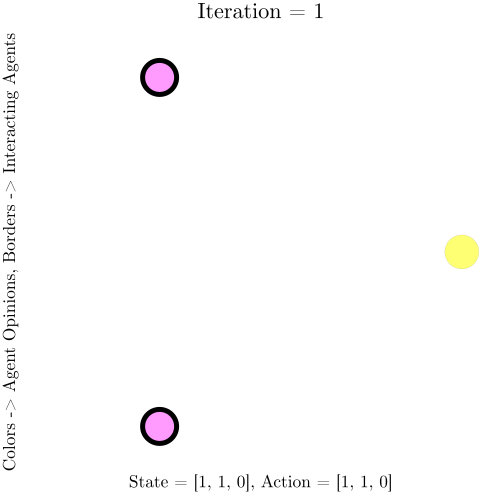 Iteration = 1
Colors -> Agent Opinions, Borders -> Interacting Agents
State = [1, 1, 0], Action = [1, 1, 0]